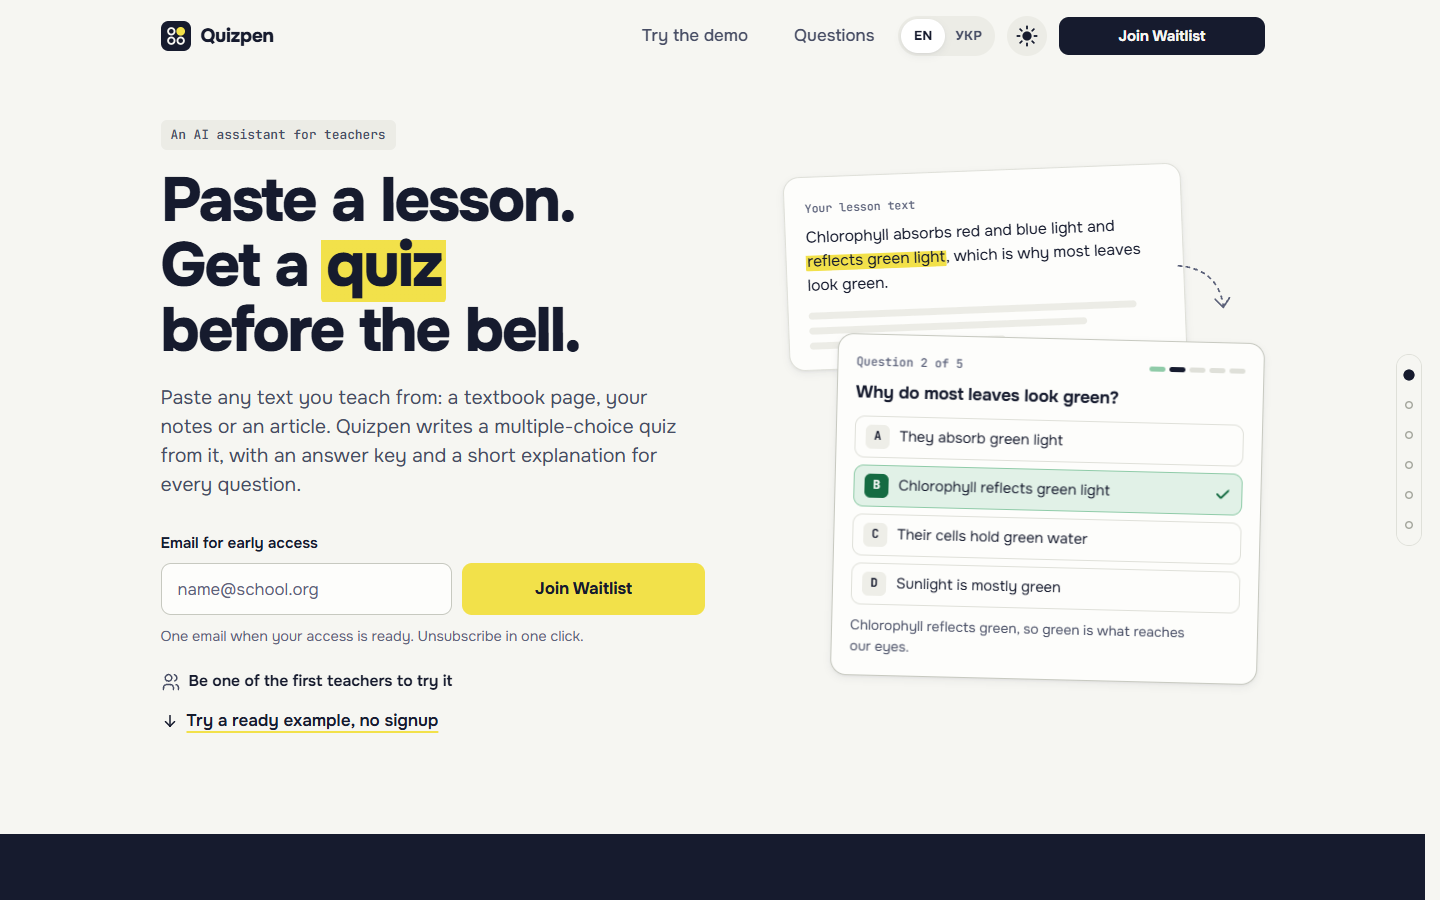 Quizpen
Try the demo
Questions
EN
УКР
Join Waitlist
An AI assistant for teachers
Paste a lesson.
Get a quiz
before the bell.
Paste any text you teach from: a textbook page, your
notes or an article. Quizpen writes a multiple-choice quiz
from it, with an answer key and a short explanation for
every question.
Email for early access
name@school.org
Join Waitlist
One email when your access is ready. Unsubscribe in one click.
Be one of the first teachers to try it
Try a ready example, no signup
Your lesson text
Chlorophyll absorbs red and blue light and
reflects green light, which is why most leaves
look green.
Question 2 of 5
Why do most leaves look green?
A They absorb green light
B Chlorophyll reflects green light
C Their cells hold green water
D Sunlight is mostly green
Chlorophyll reflects green, so green is what reaches
our eyes.